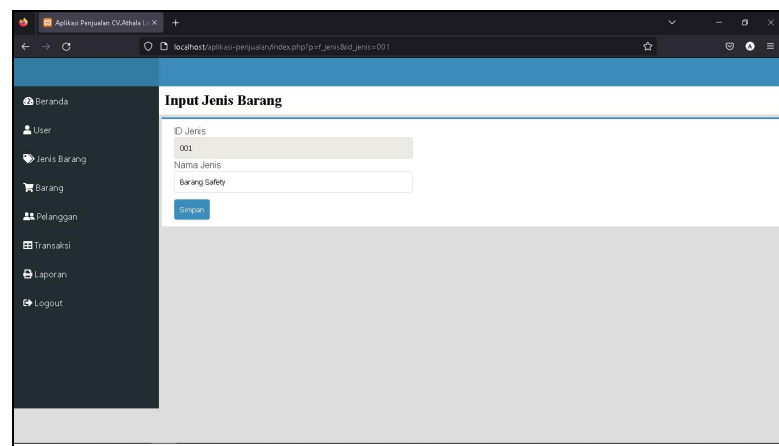 Aplikasi Penjualan CV.Athala La
localhost/aplikasi-penjualan/index.php?p=f_jenis&id_jenis=001
Beranda
User
Jenis Barang
Barang
Pelanggan
Transaksi
Laporan
Logout
Input Jenis Barang
ID Jenis
001
Nama Jenis
Barang Safety
Simpan